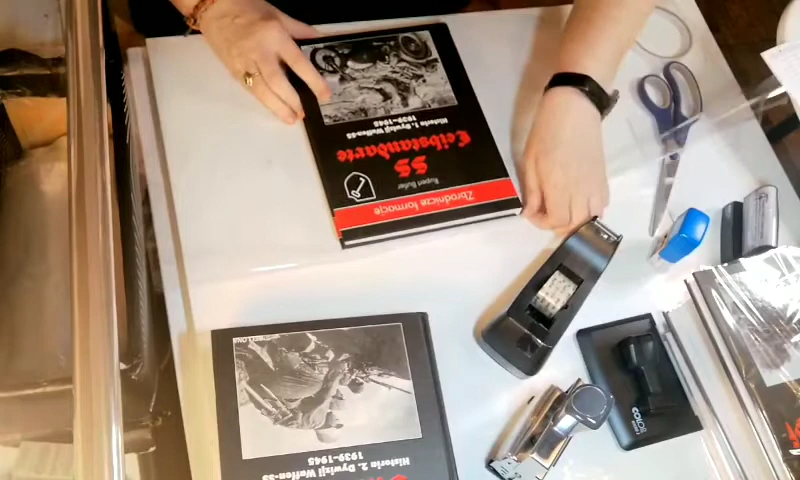 Zbrodnicze formacje
Rupert Butler
SS
Leibstandarte
Historia 1. Dywizji Waffen-SS
1939–1945
Historia 2. Dywizji Waffen-SS
1939–1945
COLOP